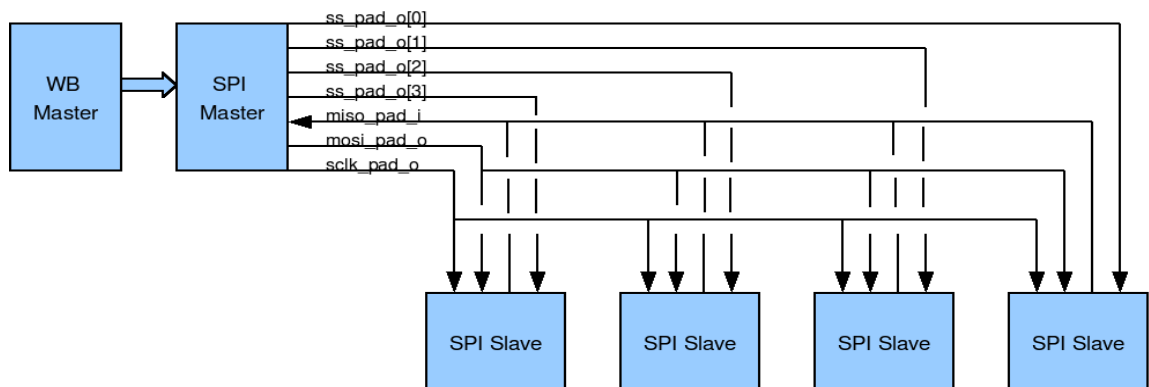 WB
Master
SPI
Master
ss_pad_o[0]
ss_pad_o[1]
ss_pad_o[2]
ss_pad_o[3]
miso_pad_i
mosi_pad_o
sclk_pad_o
SPI Slave
SPI Slave
SPI Slave
SPI Slave